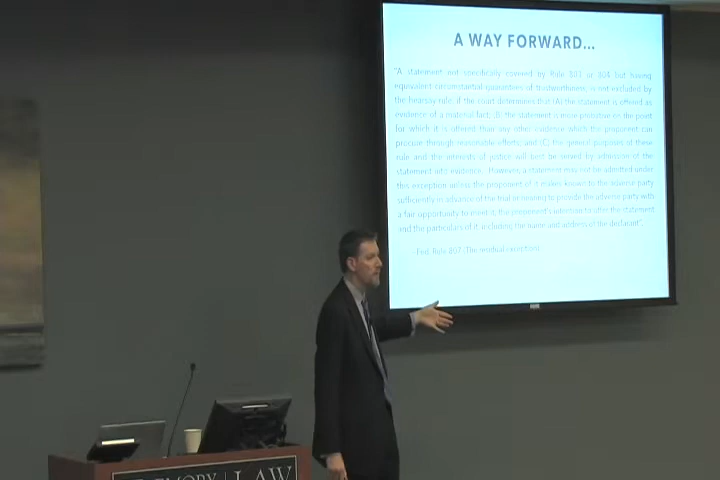 A WAY FORWARD...
"A statement not specifically covered by Rule 803 or 804 but having
equivalent circumstantial guarantees of trustworthiness, is not excluded by
the hearsay rule, if the court determines that (A) the statement is offered as
evidence of a material fact; (B) the statement is more probative on the point
for which it is offered than any other evidence which the proponent can
procure through reasonable efforts; and (C) the general purposes of these
rule and the interests of justice will best be served by admission of the
statement into evidence. However, a statement may not be admitted under
this exception unless the proponent of it makes known to the adverse party
sufficiently in advance of the trial or hearing to provide the adverse party with
a fair opportunity to meet it, the proponent's intention to offer the statement
and the particulars of it, including the name and address of the declarant".
Fed. Rule 807 (The residual exception)
EMORY | LAW